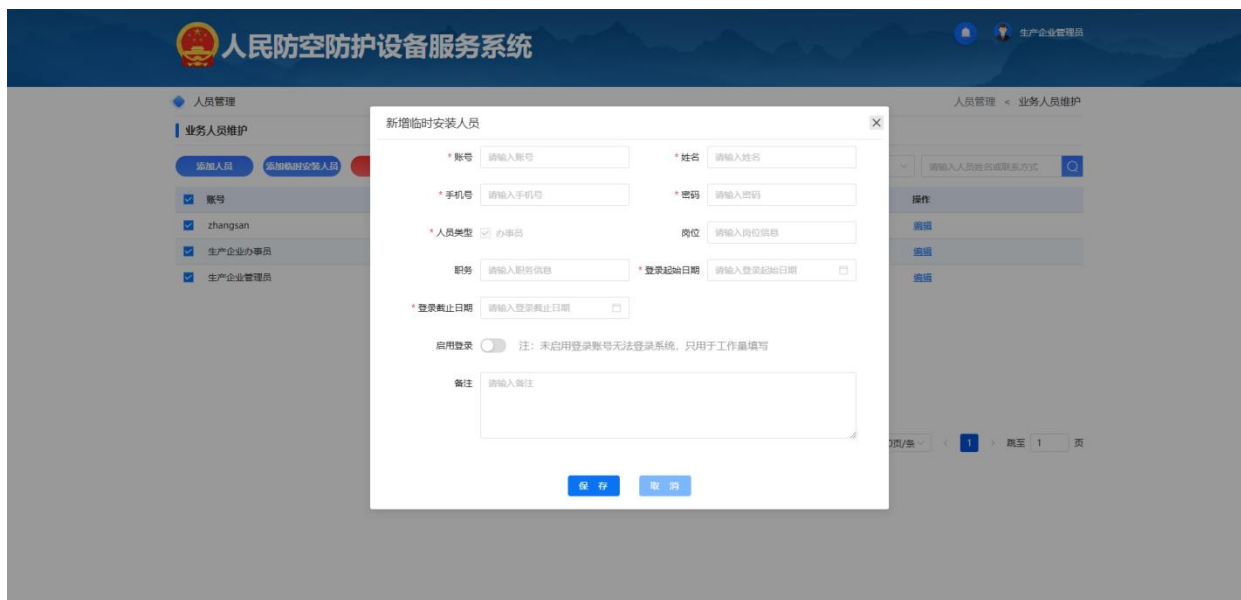 人民防空防护设备服务系统
生产企业管理员
人员管理
人员管理 < 业务人员维护
业务人员维护
新增临时安装人员
添加人员
添加临时安装人员
请输入人员姓名或联系方式
* 账号 请输入账号
* 姓名 请输入姓名
账号
操作
* 手机号 请输入手机号
* 密码 请输入密码
zhangsan
编辑
* 人员类型 办事员
岗位 请输入岗位信息
生产企业办事员
编辑
职务 请输入职务信息
* 登录起始日期 请输入登录起始日期
生产企业管理员
编辑
* 登录截止日期 请输入登录截止日期
启用登录 注：未启用登录账号无法登录系统，只用于工作量填写
备注 请输入备注
0页/条 < 1 > 跳至 1 页
保 存
取 消